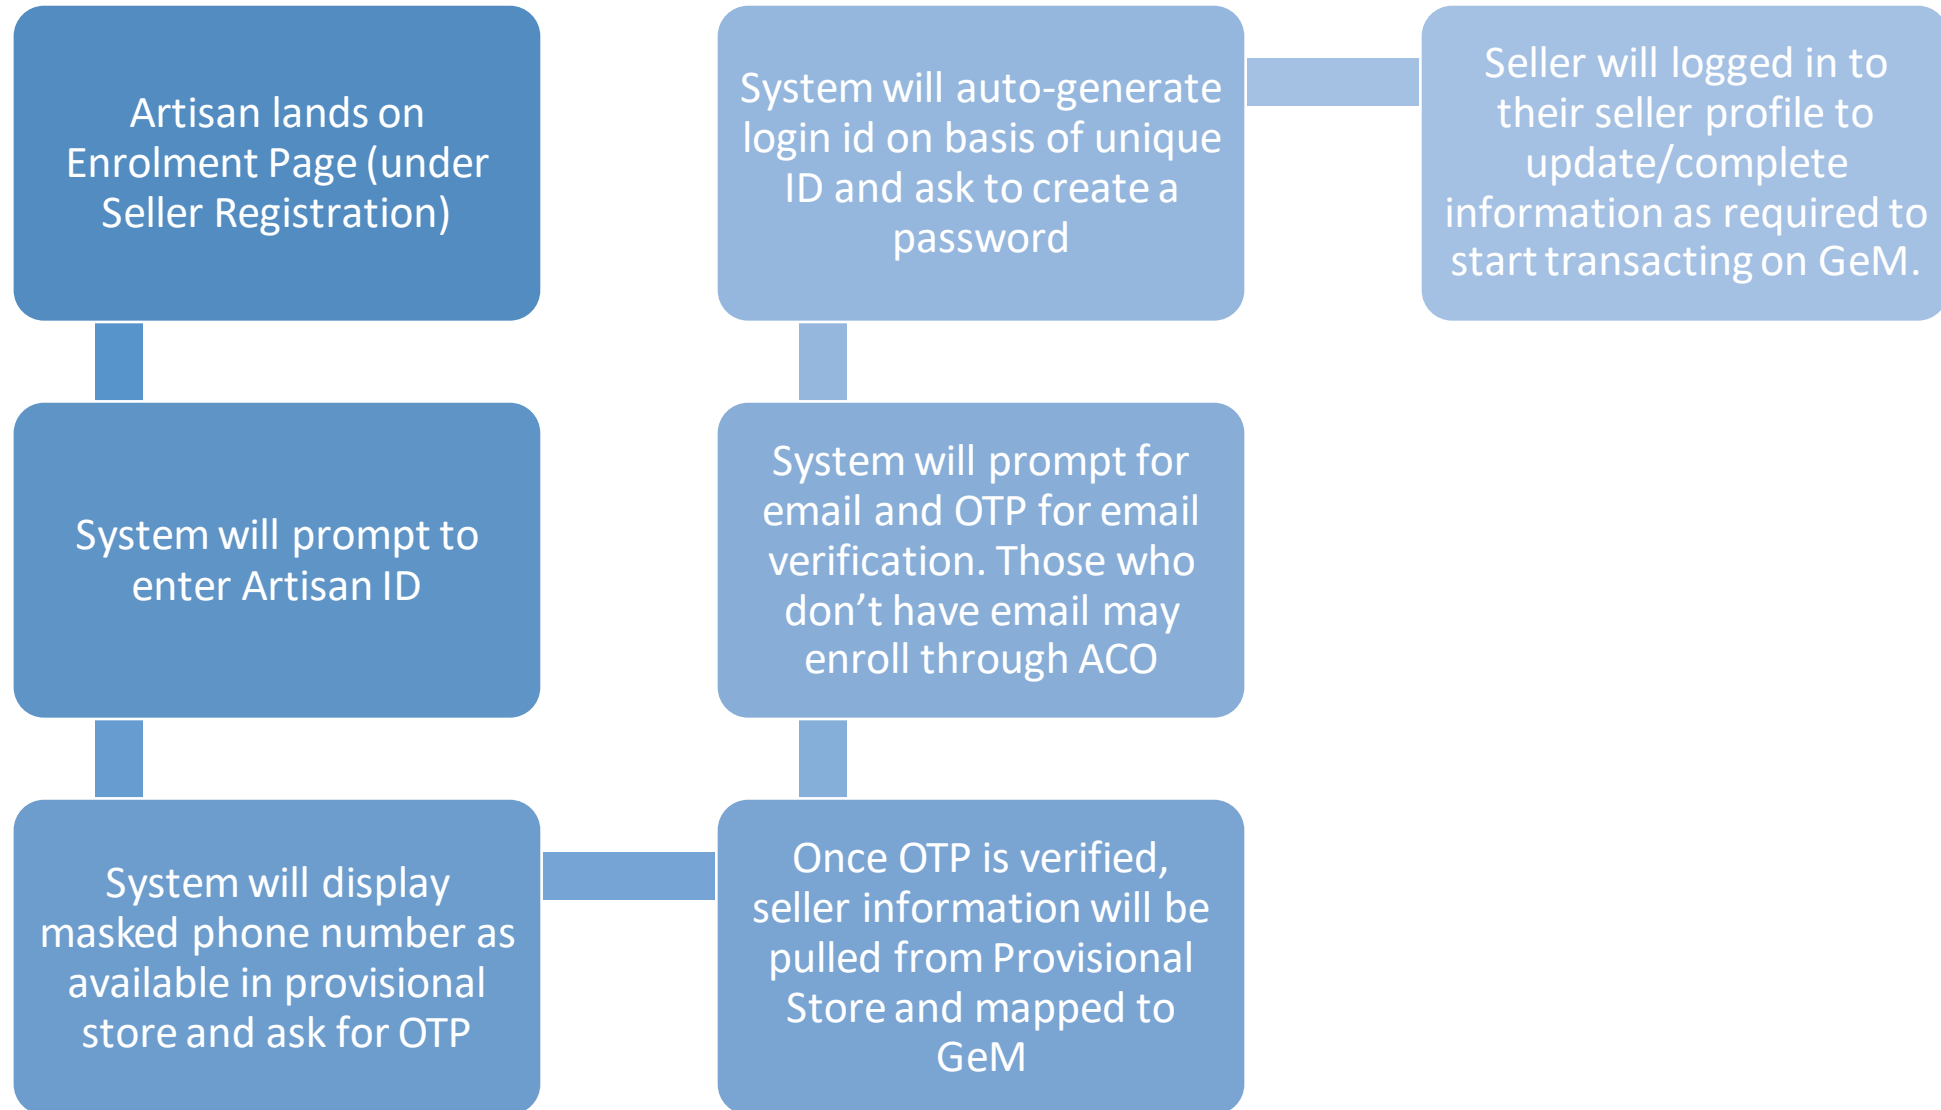 Artisan lands on
Enrolment Page (under
Seller Registration)
System will prompt to
enter Artisan ID
System will display
masked phone number as
available in provisional
store and ask for OTP
Once OTP is verified,
seller information will be
pulled from Provisional
Store and mapped to
GeM
System will prompt for
email and OTP for email
verification. Those who
don’t have email may
enroll through ACO
System will auto-generate
login id on basis of unique
ID and ask to create a
password
Seller will logged in to
their seller profile to
update/complete
information as required to
start transacting on GeM.